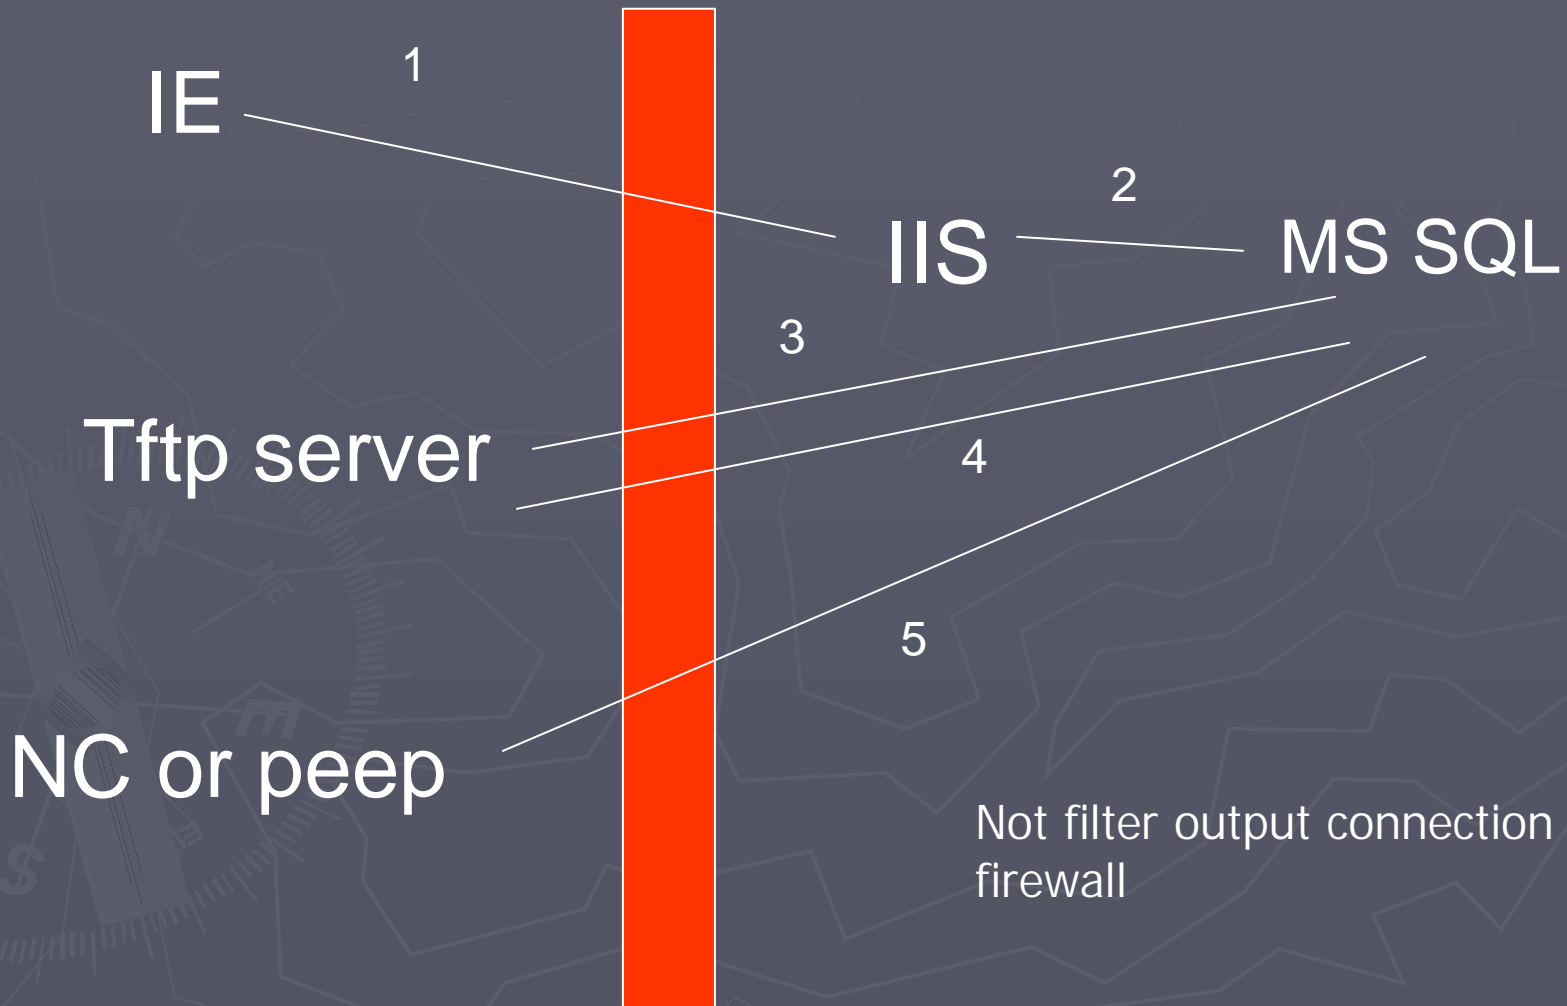 1
IE
2
IIS
MS SQL
3
Tftp server
4
5
NC or peep
Not filter output connection
firewall
N
NE
E
S